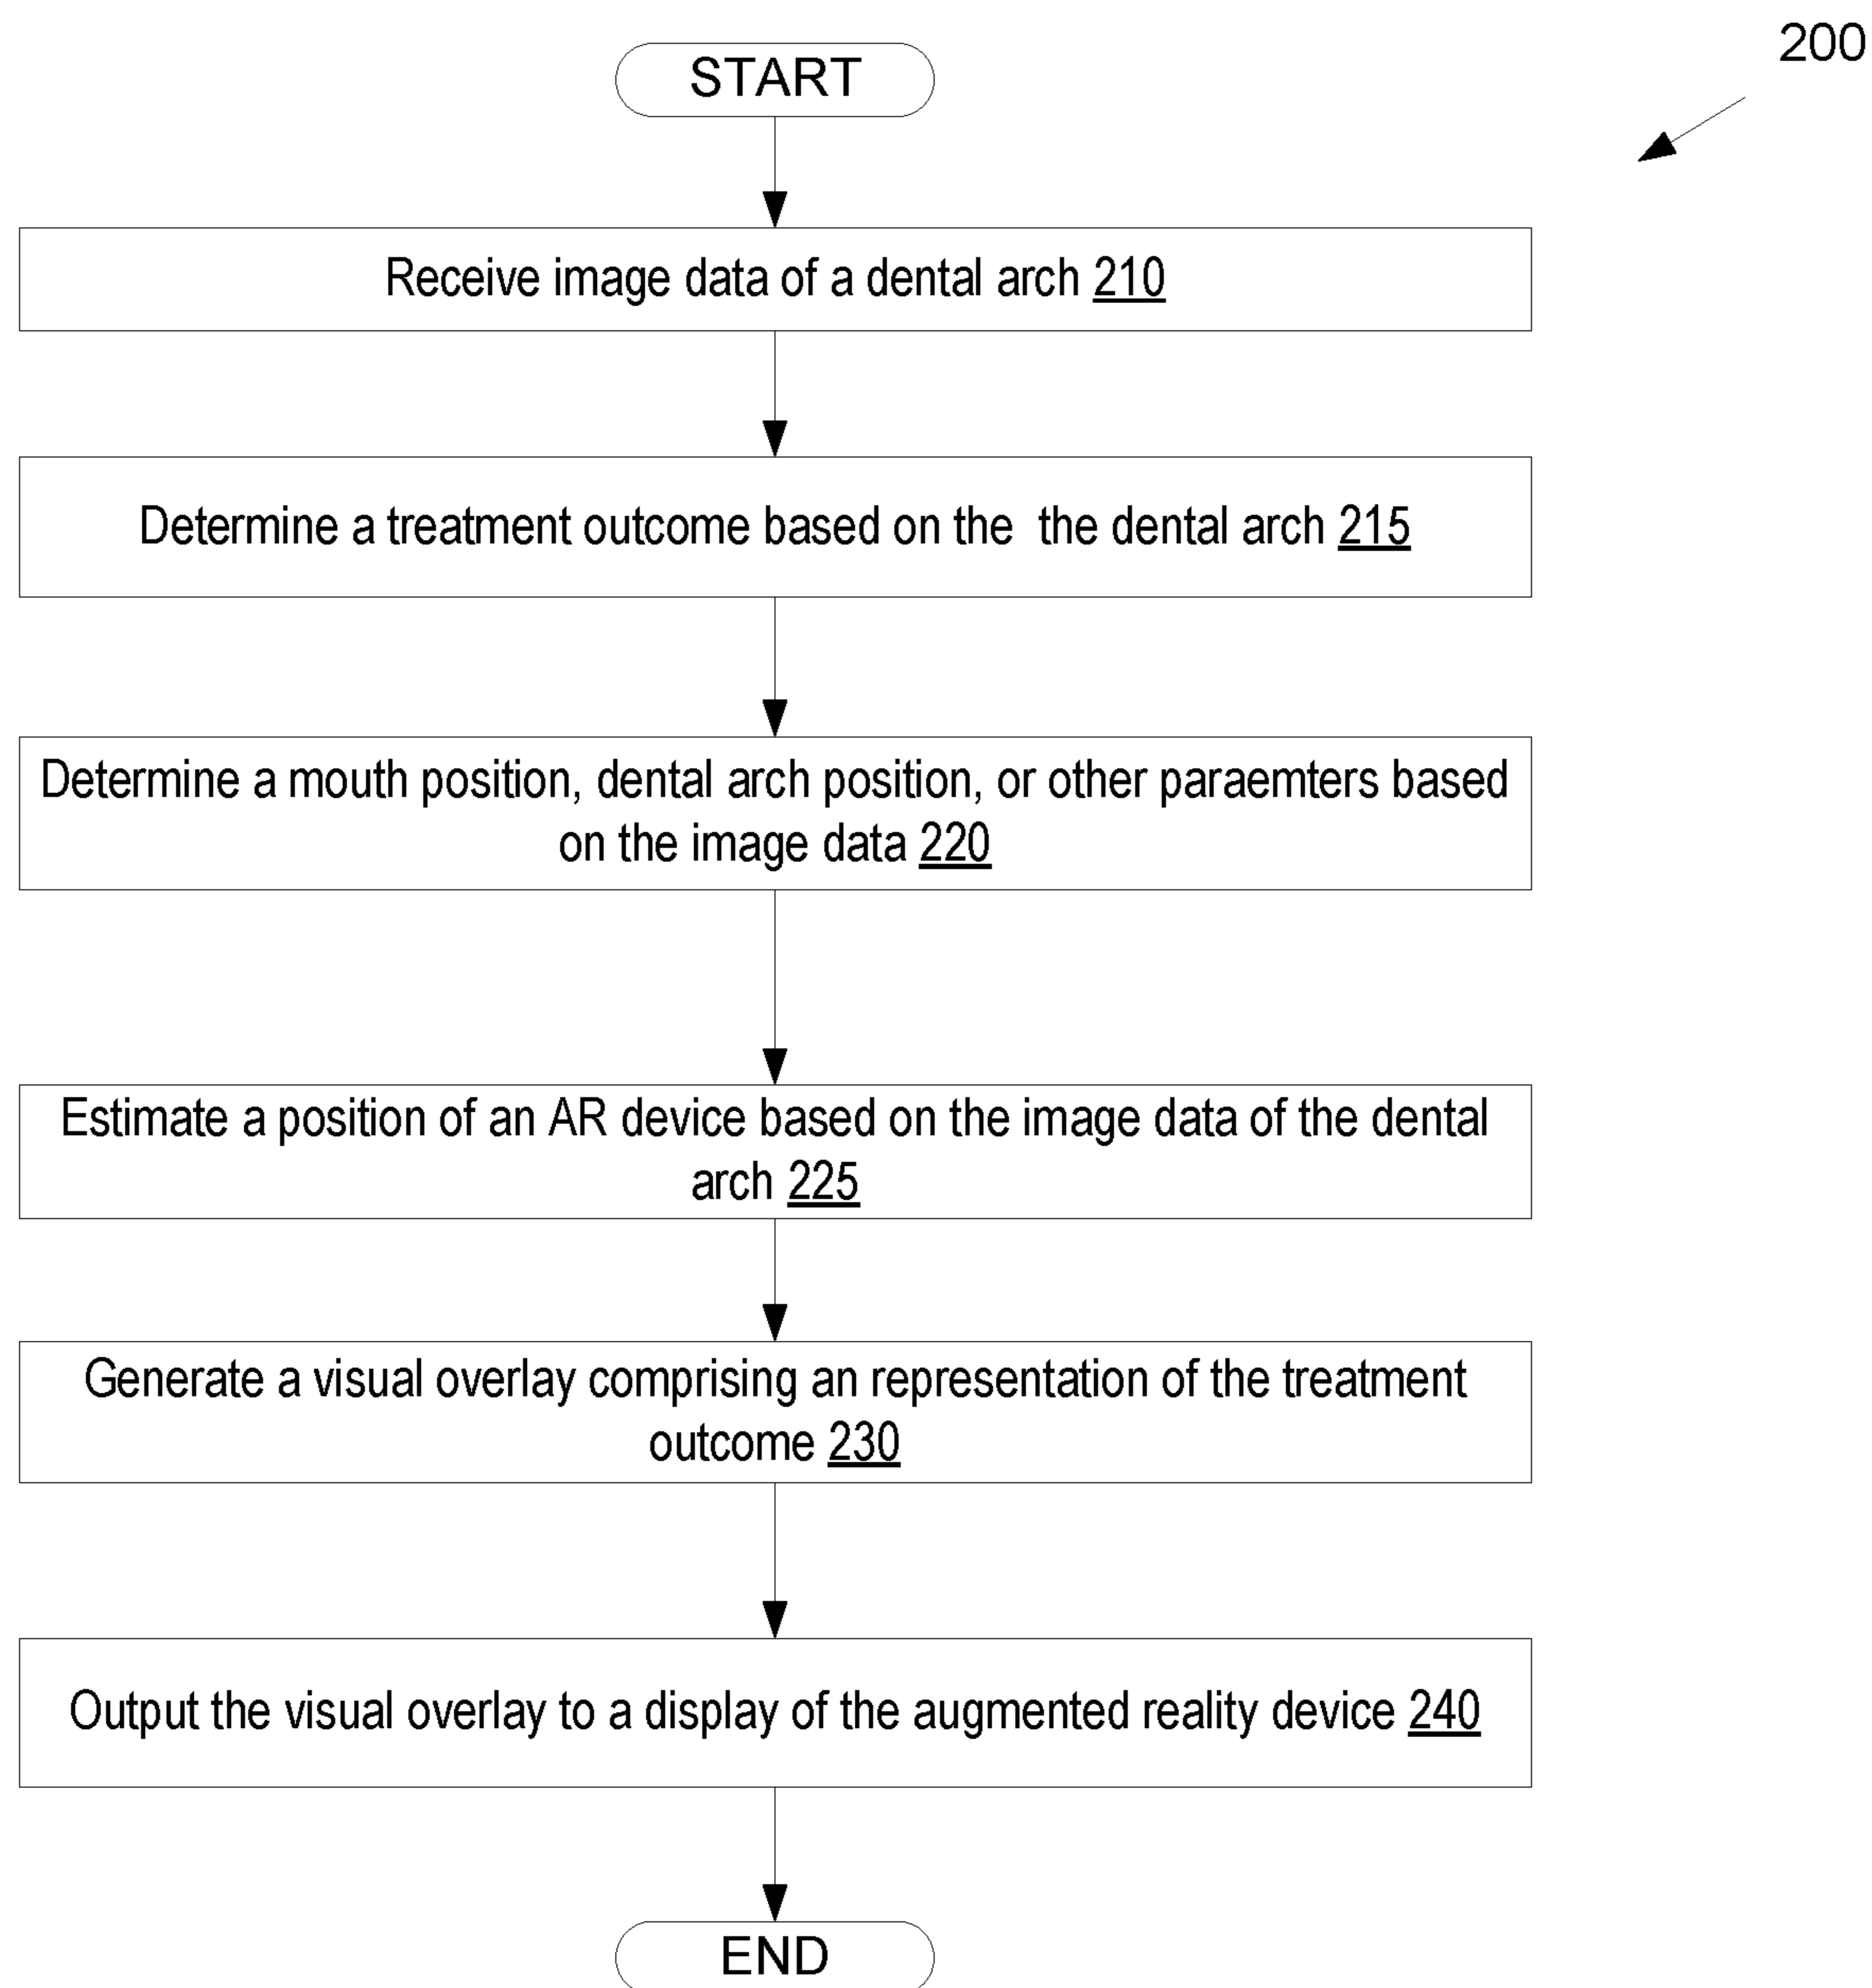 200
START
Receive image data of a dental arch 210
Determine a treatment outcome based on the  the dental arch 215
Determine a mouth position, dental arch position, or other paraemters based
on the image data 220
Estimate a position of an AR device based on the image data of the dental
arch 225
Generate a visual overlay comprising an representation of the treatment
outcome 230
Output the visual overlay to a display of the augmented reality device 240
END